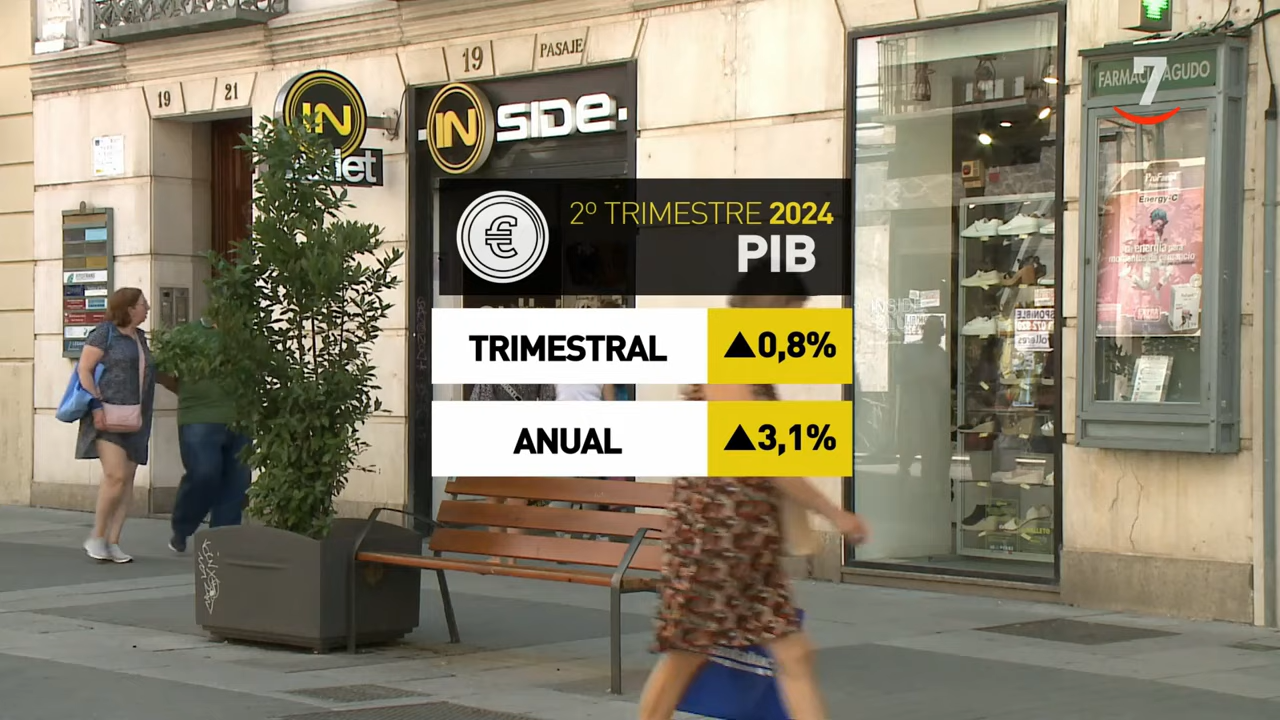 19
21
19
PASAJE
IN
IN
SIDE.
FARMACIA AGUDO
7
2º TRIMESTRE 2024
PIB
TRIMESTRAL
▲0,8%
ANUAL
▲3,1%
Energy-C